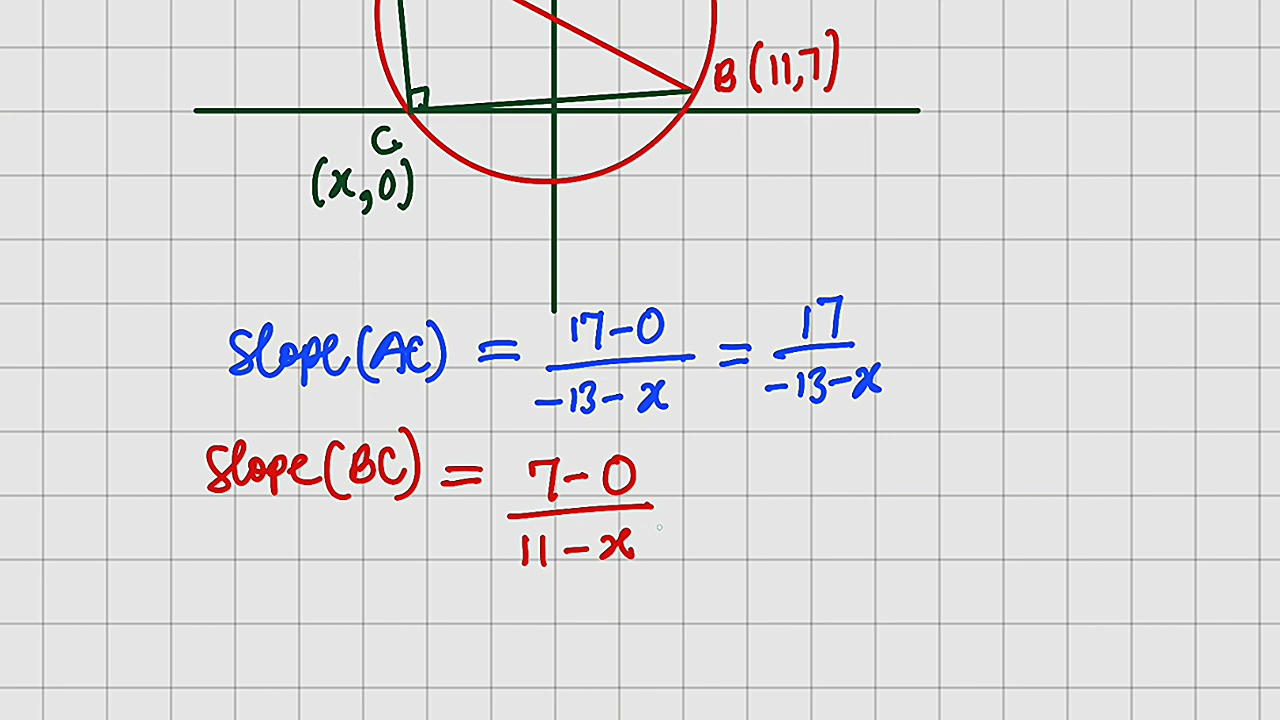 B (11,7)
C
(x,0)
Slope(AC) = 17-0/-13-x = 17/-13-x
Slope(BC) = 7-0/11-x